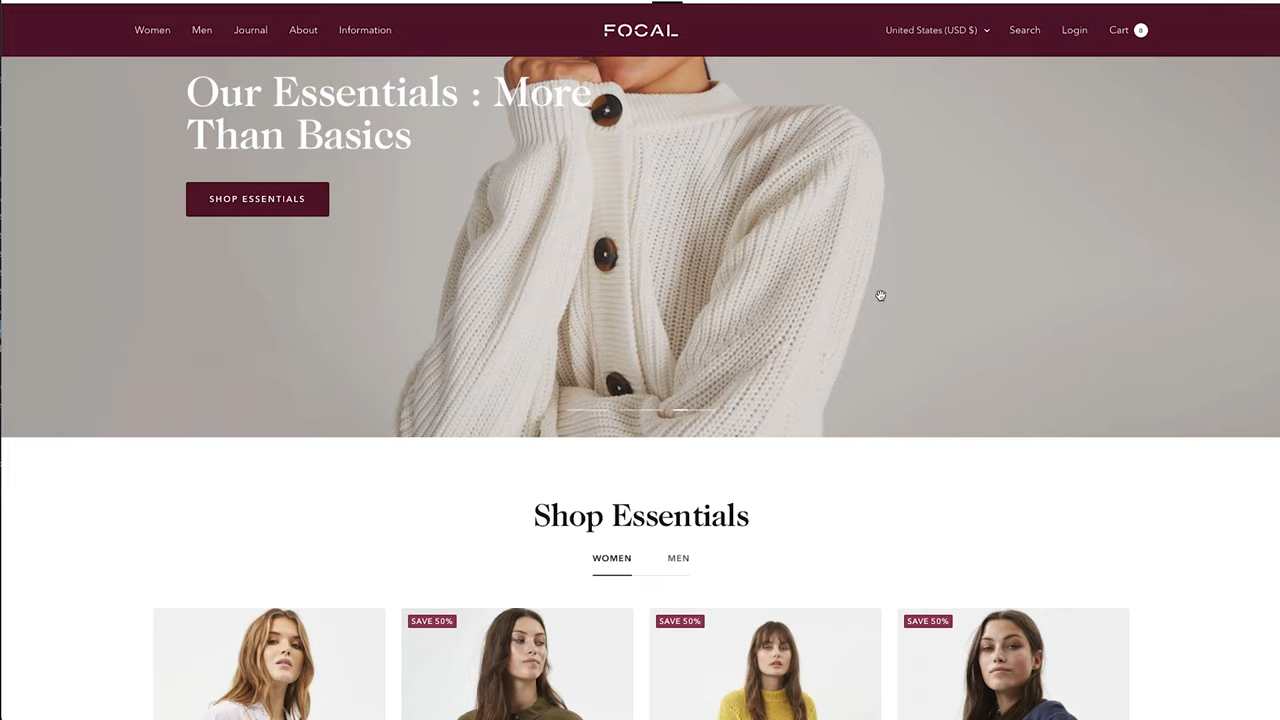 Women Men Journal About Information FOCAL United States (USD $) Search Login Cart 0
Our Essentials : More
Than Basics
SHOP ESSENTIALS
Shop Essentials
WOMEN MEN
SAVE 50% SAVE 50% SAVE 50%